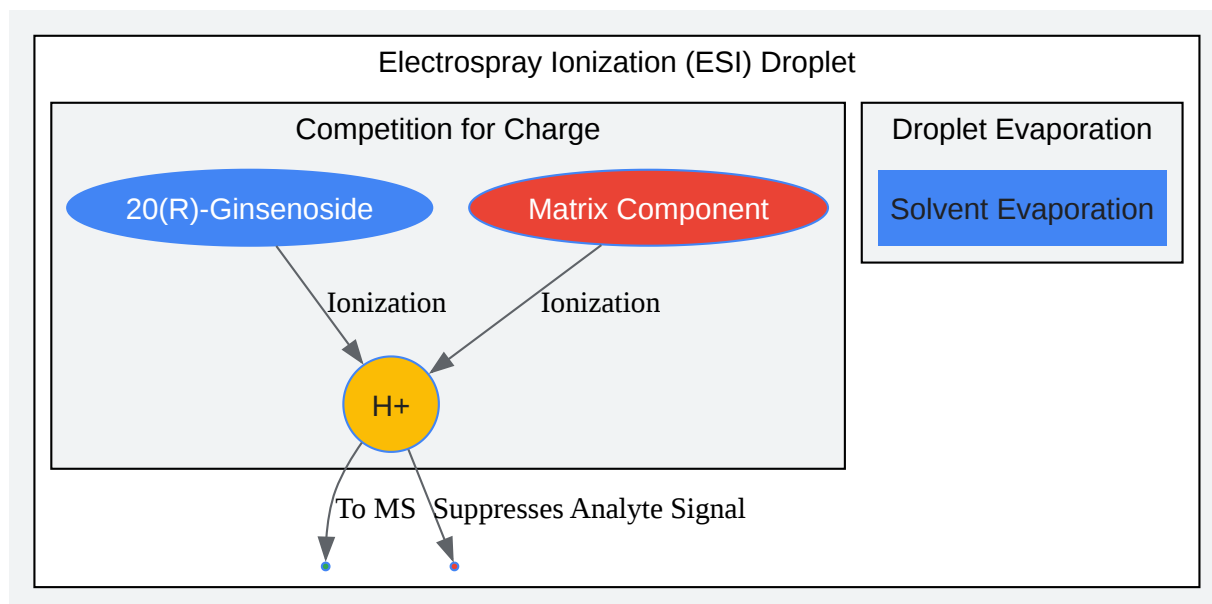 Electrospray Ionization (ESI) Droplet
Competition for Charge
Droplet Evaporation
20(R)-Ginsenoside
Matrix Component
Solvent Evaporation
Ionization
Ionization
H+
To MS
Suppresses Analyte Signal